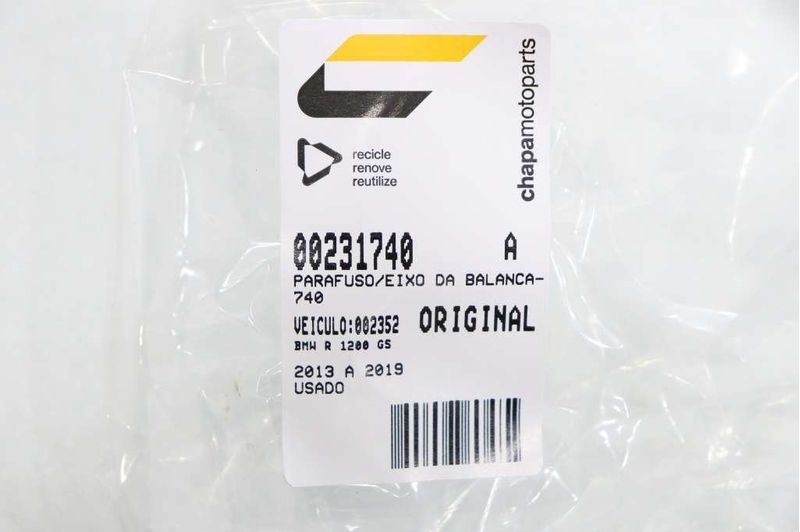 recicle
renove
reutilize
chapamotoparts
00231740 A
PARAFUSO/EIXO DA BALANCA-
740
VEICULO:002352 ORIGINAL
BMW R 1200 GS
2013 A 2019
USADO